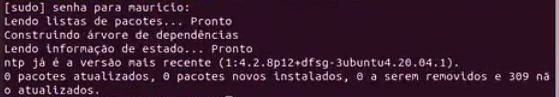 [sudo] senha para mauricio:
Lendo listas de pacotes... Pronto
Construindo árvore de dependências
Lendo informação de estado... Pronto
ntp já é a versão mais recente (1:4.2.8p12+dfsg-3ubuntu4.20.04.1).
0 pacotes atualizados, 0 pacotes novos instalados, 0 a serem removidos e 309 nã
o atualizados.